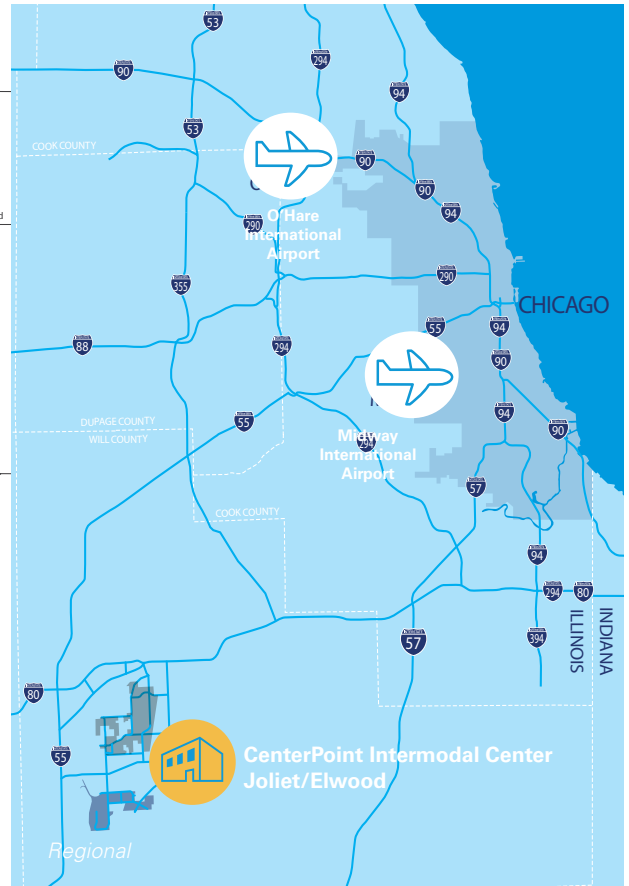 53
294
90
94
53
COOK COUNTY
90
90
94
O'Hare
International
Airport
290
290
355
CHICAGO
55
94
88
294
90
94
DUPAGE COUNTY
55
90
WILL COUNTY
Midway
International
Airport
294
57
COOK COUNTY
94
294
80
ILLINOIS
INDIANA
57
394
80
55
CenterPoint Intermodal Center
Joliet/Elwood
Regional